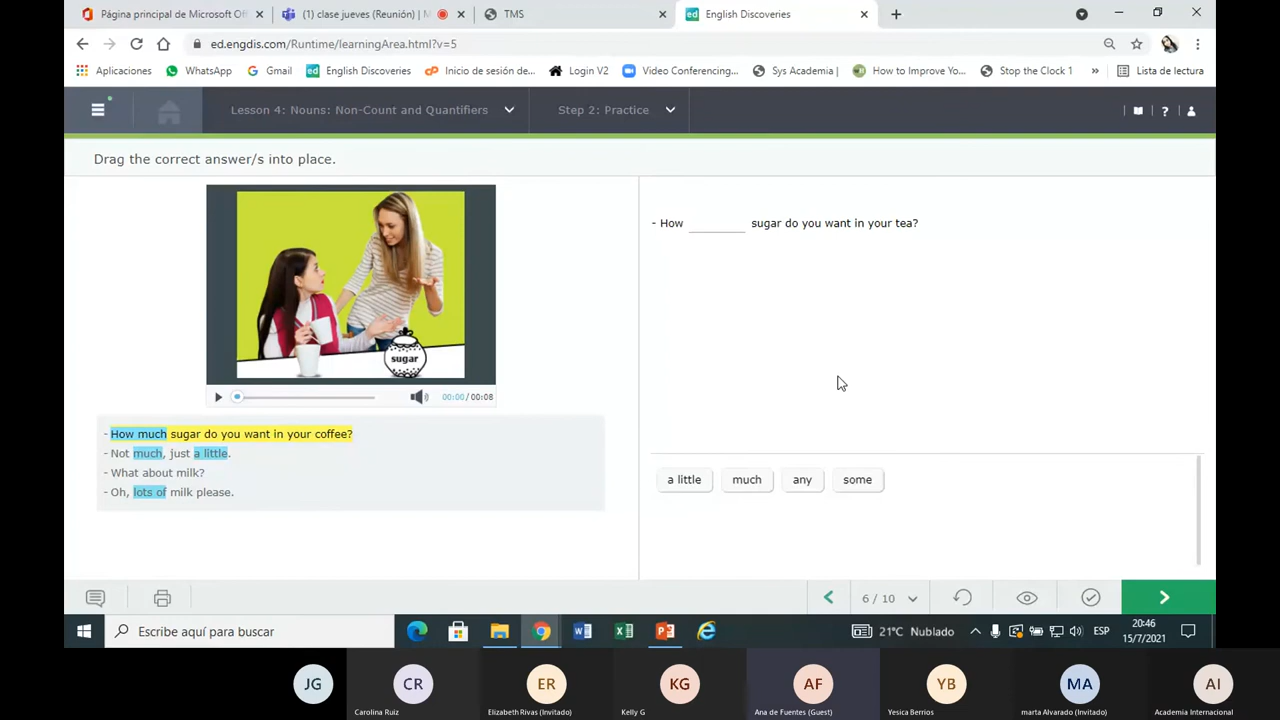 Página principal de Microsoft Of
(1) clase jueves (Reunión) | M
TMS
English Discoveries
ed.engdis.com/Runtime/learningArea.html?v=5
Aplicaciones
WhatsApp
Gmail
English Discoveries
Inicio de sesión de...
Login V2
Video Conferencing...
Sys Academia |
How to Improve Yo...
Stop the Clock 1
»
Lista de lectura
Lesson 4: Nouns: Non-Count and Quantifiers
Step 2: Practice
Drag the correct answer/s into place.
sugar
00:00/00:08
- How much sugar do you want in your coffee?
- Not much, just a little.
- What about milk?
- Oh, lots of milk please.
- How ________ sugar do you want in your tea?
a little
much
any
some
6 / 10
Escribe aquí para buscar
21°C Nublado
ESP
20:46
15/7/2021
JG
CR
ER
KG
AF
YB
MA
AI
Carolina Ruiz
Elizabeth Rivas (Invitado)
Kelly G
Ana de Fuentes (Guest)
Yesica Berrios
marta Alvarado (Invitado)
Academia Internacional